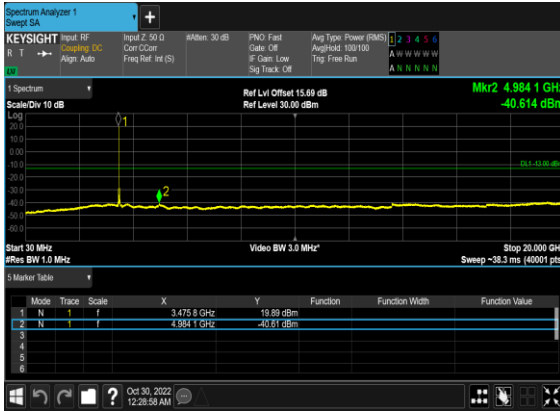 Spectrum Analyzer 1
Swept SA
+
KEYSIGHT
R T
Input: RF
Coupling: DC
Align: Auto
Input Z: 50 Ω
Corr CCorr
Freq Ref: Int (S)
#Atten: 30 dB
PNO: Fast
Gate: Off
IF Gain: Low
Sig Track: Off
Avg Type: Power (RMS)
Avg|Hold: 100/100
Trig: Free Run
1 2 3 4 5 6
A W W W W W
A N N N N N
1 Spectrum
Scale/Div 10 dB
Log
Ref Lvl Offset 15.69 dB
Ref Level 30.00 dBm
Mkr2 4.984 1 GHz
-40.614 dBm
1
20.0
10.0
0.00
-10.0
DL1 -13.00 dBm
-20.0
-30.0
2
-40.0
-50.0
-60.0
Start 30 MHz
#Res BW 1.0 MHz
Video BW 3.0 MHz*
Stop 20.000 GHz
Sweep ~38.3 ms (40001 pts)
5 Marker Table
Mode Trace Scale X Y Function Function Width Function Value
1 N 1 f 3.475 8 GHz 19.89 dBm
2 N 1 f 4.984 1 GHz -40.61 dBm
3
4
5
6
?
Oct 30, 2022
12:28:58 AM